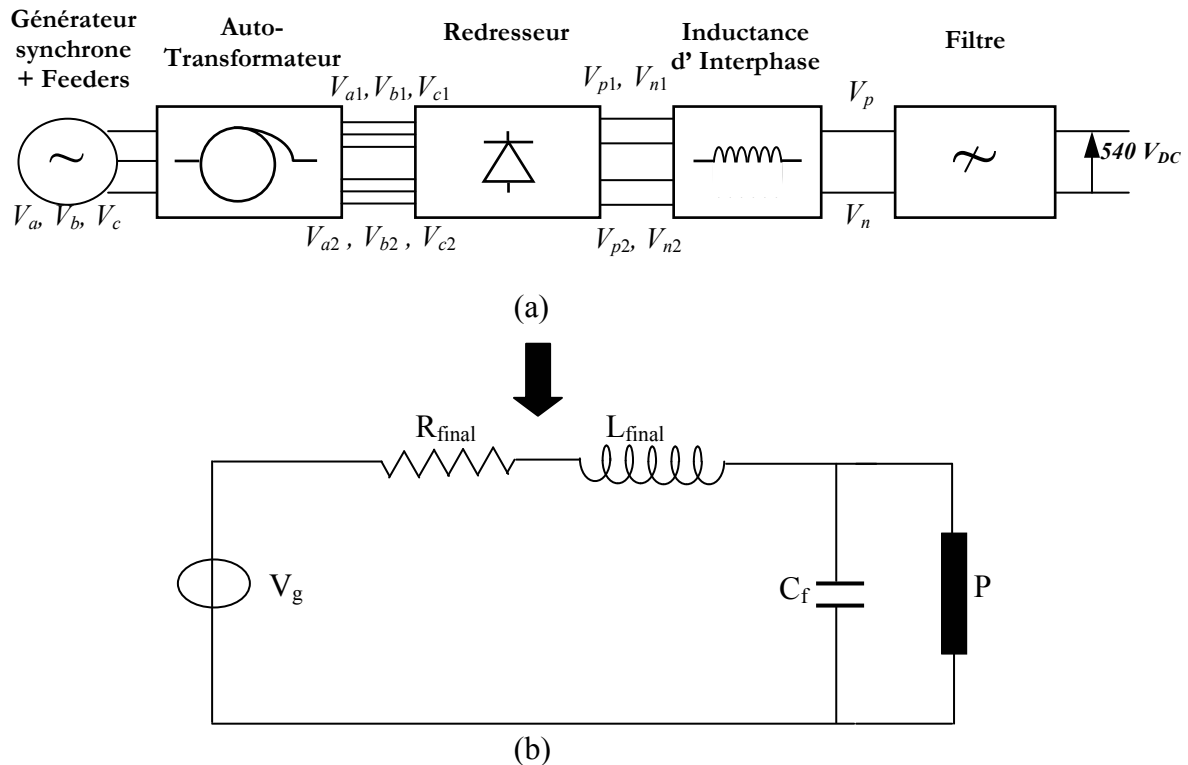 Générateur
synchrone
+ Feeders
Auto-
Transformateur
Redresseur
Inductance
d' Interphase
Filtre
Va1, Vb1, Vc1
Vp1, Vn1
Vp
~
540 VDC
Va, Vb, Vc
Va2 , Vb2 , Vc2
Vp2, Vn2
Vn
(a)
Rfinal
Lfinal
Vg
Cf
P
(b)